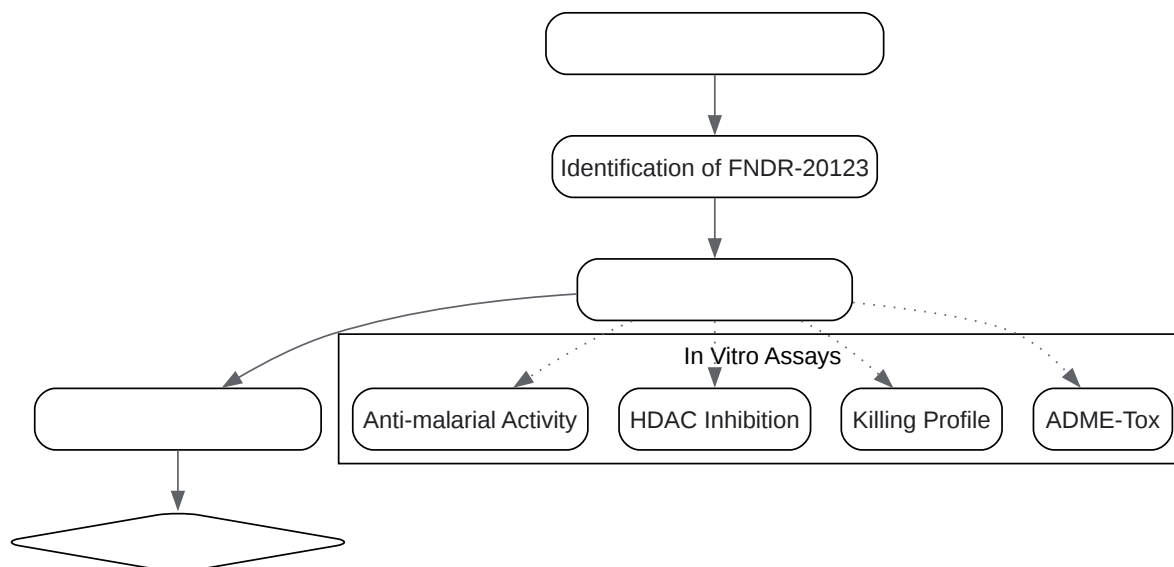 Identification of FNDR-20123
In Vitro Assays
Anti-malarial Activity
HDAC Inhibition
Killing Profile
ADME-Tox